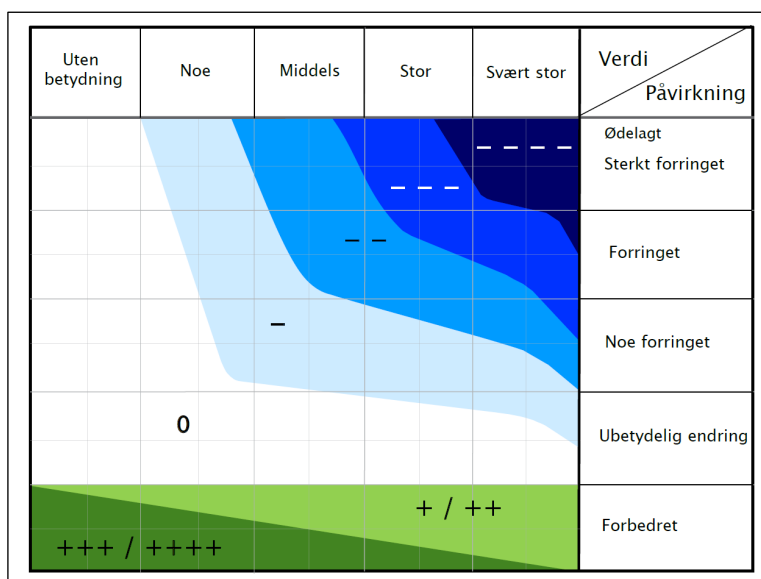 Uten
betydning
Noe
Middels
Stor
Svært stor
Verdi
Påvirkning
Ødelagt
Sterkt forringet
– – – –
– – –
– –
Forringet
–
Noe forringet
0
Ubetydelig endring
+ / ++
Forbedret
+++ / ++++